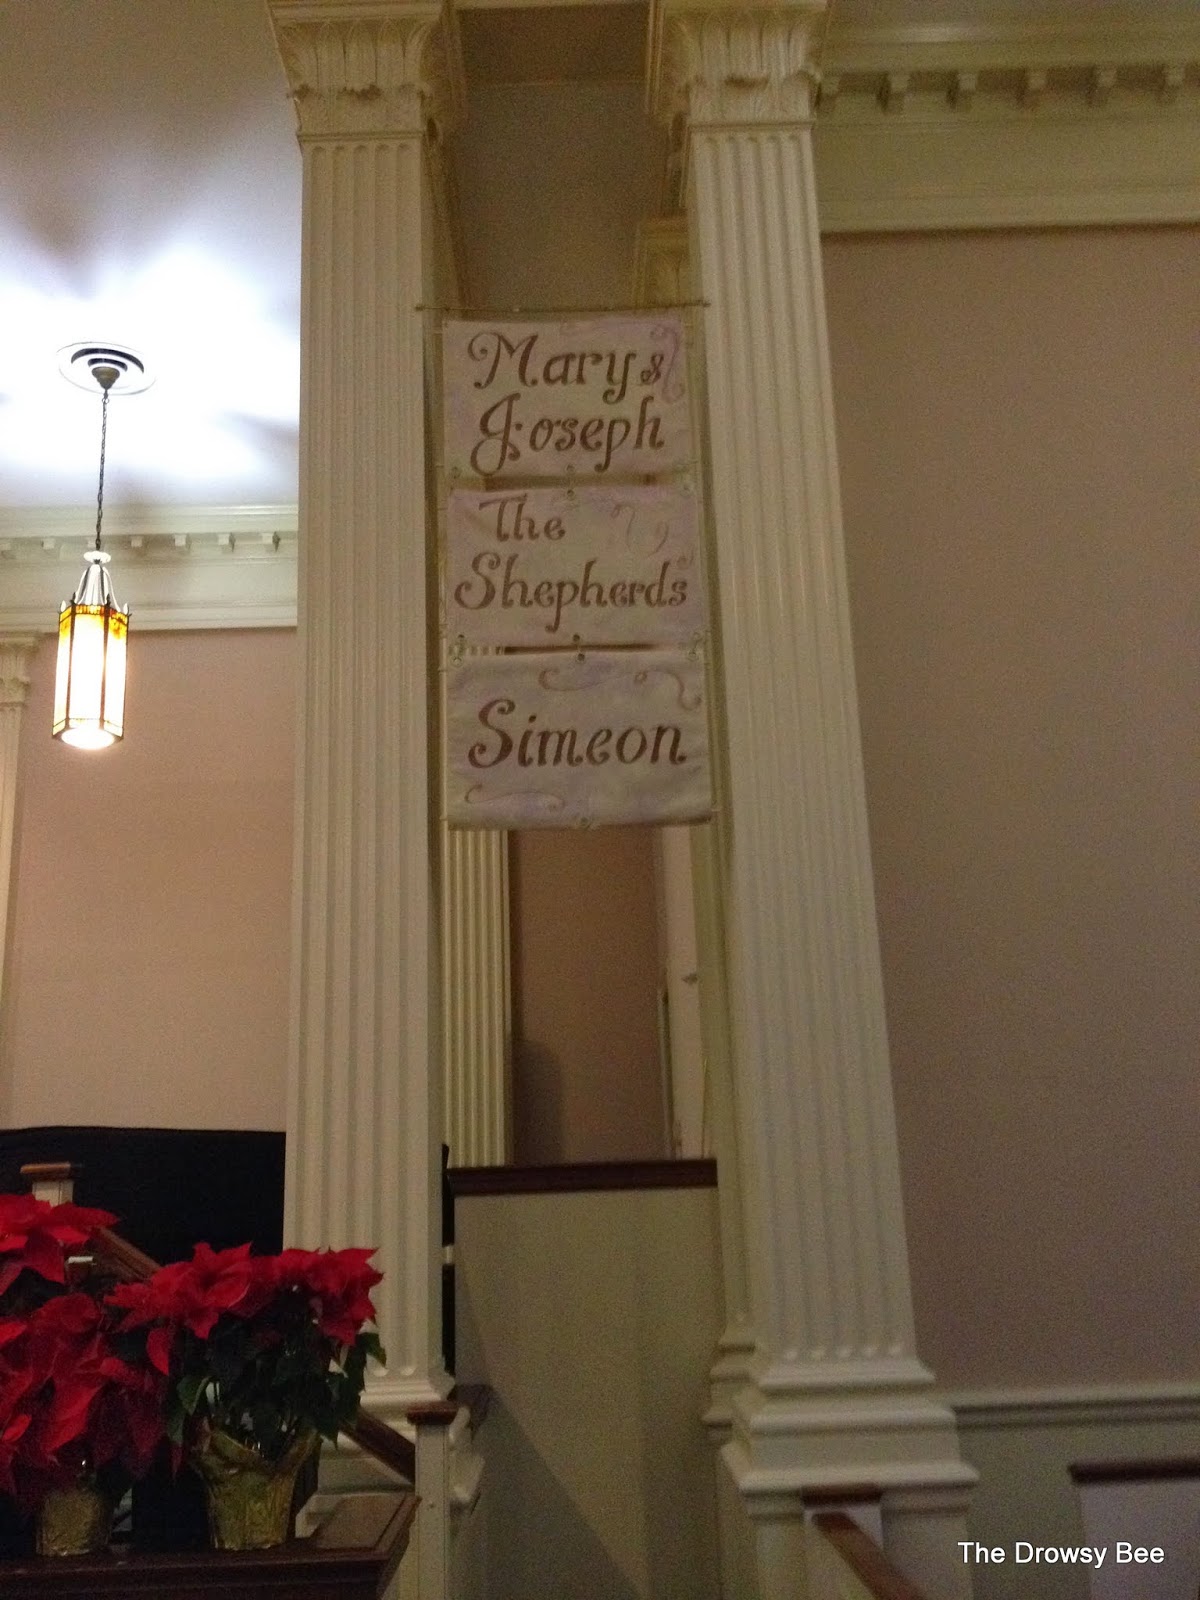 Mary &
Joseph
The
Shepherds
Simeon
The Drowsy Bee